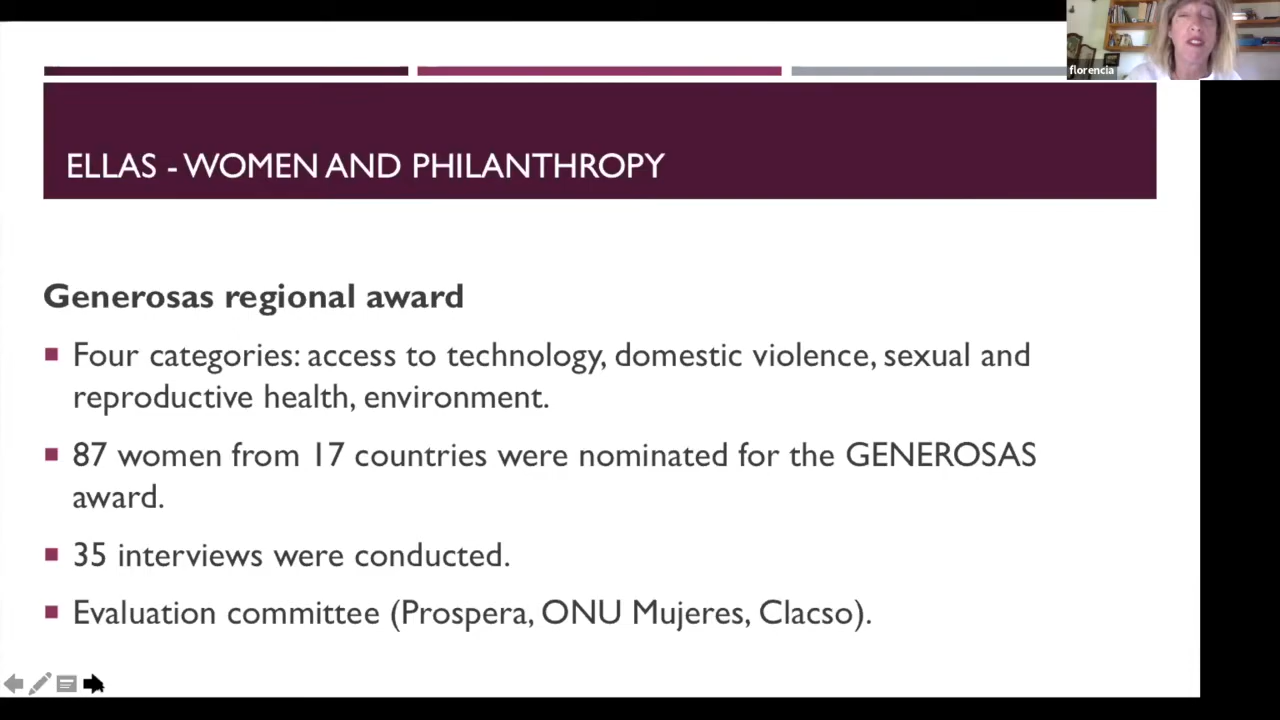 florencia
ELLAS - WOMEN AND PHILANTHROPY
Generosas regional award
Four categories: access to technology, domestic violence, sexual and
reproductive health, environment.
87 women from 17 countries were nominated for the GENEROSAS
award.
35 interviews were conducted.
Evaluation committee (Prospera, ONU Mujeres, Clacso).